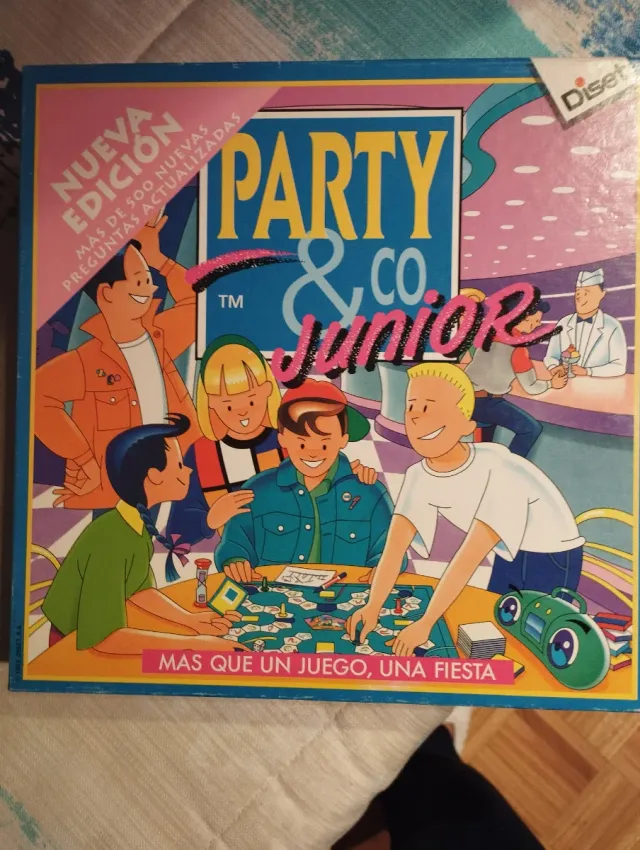 NUEVA
EDICIÓN
MAS DE 500 NUEVAS
PREGUNTAS ACTUALIZADAS
Diset
PARTY
& CO
TM
Junior
MAS QUE UN JUEGO, UNA FIESTA